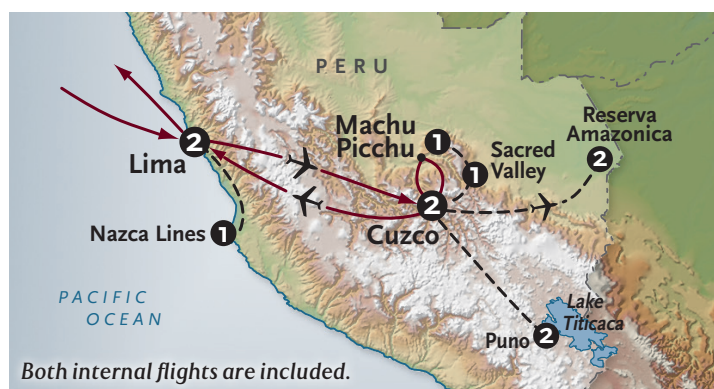 PERU
2
Lima
Machu
Picchu
1
Sacred
Valley
1
Reserva
Amazonica
2
2
Cuzco
Nazca Lines
1
PACIFIC
OCEAN
Lake
Titicaca
Puno
2
Both internal flights are included.